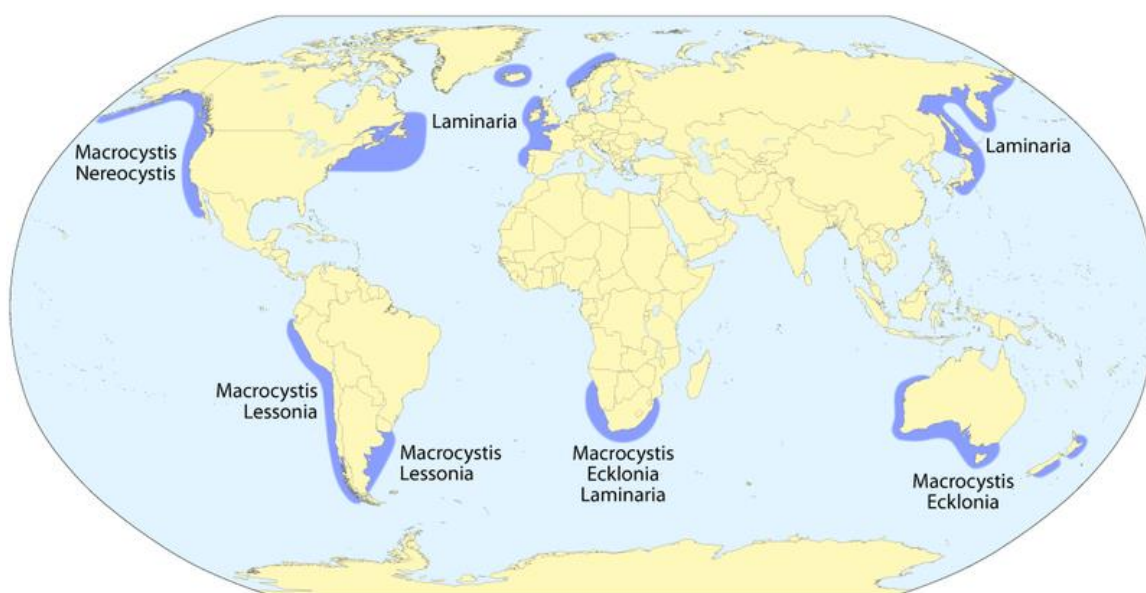 Laminaria
Macrocystis
Nereocystis
Laminaria
Macrocystis
Lessonia
Macrocystis
Lessonia
Macrocystis
Ecklonia
Laminaria
Macrocystis
Ecklonia